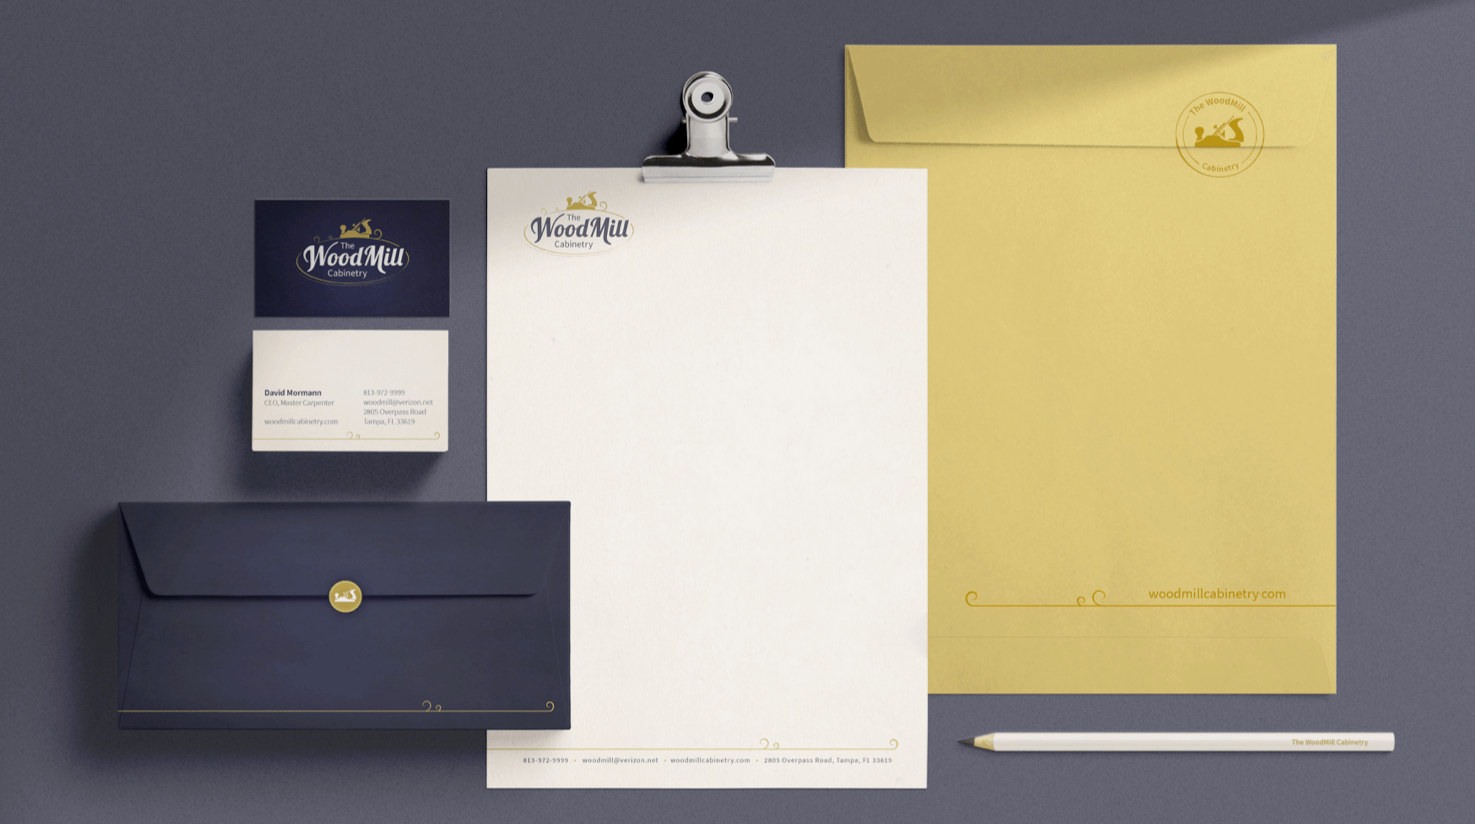 The
WoodMill
Cabinetry
David Mormann
CEO, Master Carpenter
woodmillcabinetry.com
813-972-9999
woodmill@verizon.net
2805 Overpass Road
Tampa, FL 33619
The
WoodMill
Cabinetry
813-972-9999 • woodmill@verizon.net • woodmillcabinetry.com • 2805 Overpass Road, Tampa, FL 33619
The WoodMill
Cabinetry
woodmillcabinetry.com
The WoodMill Cabinetry